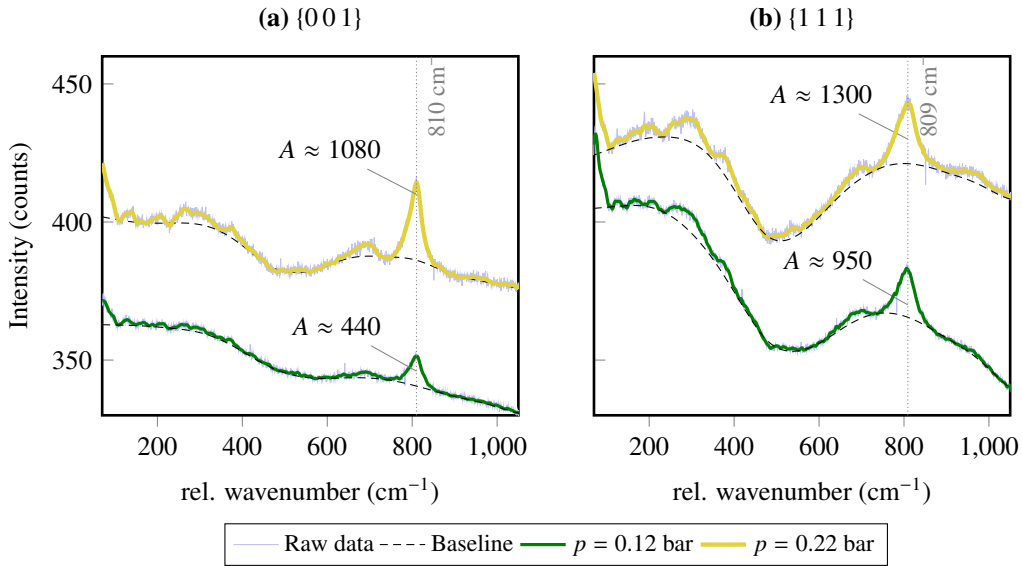 (a) {0 0 1}
(b) {1 1 1}
Intensity (counts)
450
400
350
810 cm⁻
A ≈ 1080
A ≈ 440
200 400 600 800 1,000
rel. wavenumber (cm⁻¹)
809 cm⁻
A ≈ 1300
A ≈ 950
200 400 600 800 1,000
rel. wavenumber (cm⁻¹)
Raw data Baseline p = 0.12 bar p = 0.22 bar